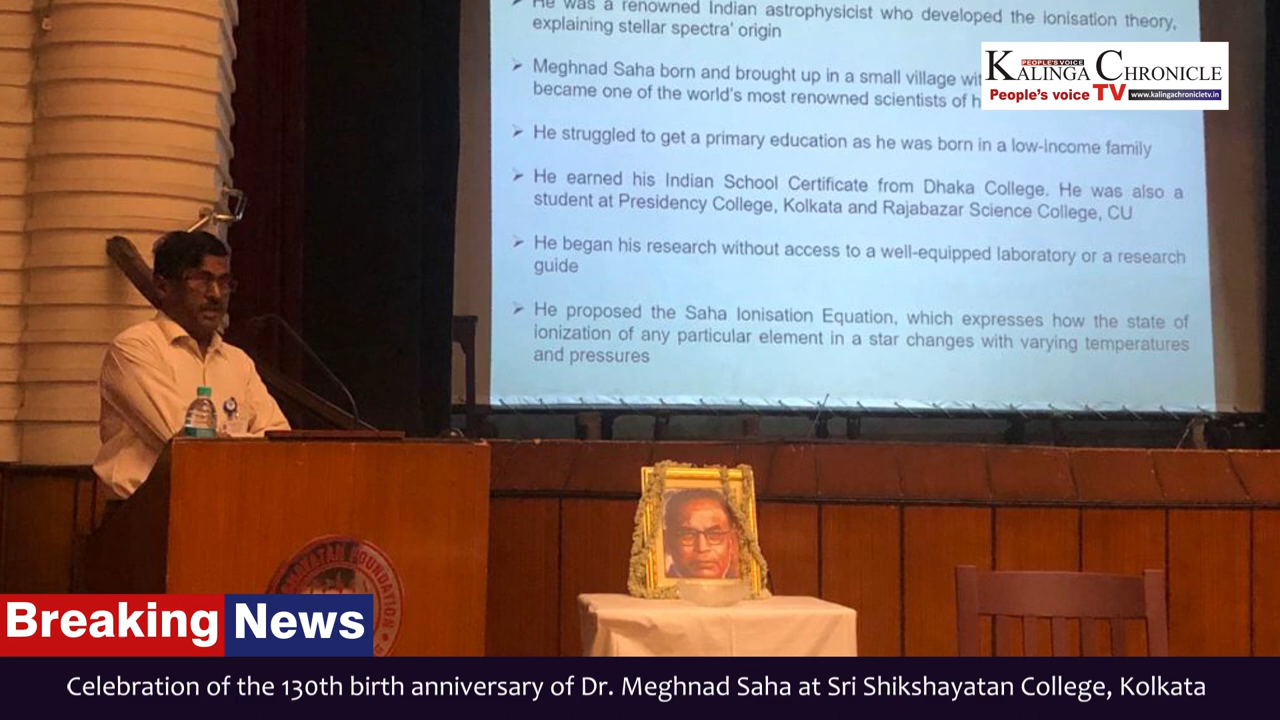 ➢ He was a renowned Indian astrophysicist who developed the ionisation theory,
explaining stellar spectra' origin
➢ Meghnad Saha born and brought up in a small village
became one of the world's most renowned scientists of
➢ He struggled to get a primary education as he was born in a low-income family
➢ He earned his Indian School Certificate from Dhaka College. He was also a
student at Presidency College, Kolkata and Rajabazar Science College, CU
➢ He began his research without access to a well-equipped laboratory or a research
guide
➢ He proposed the Saha Ionisation Equation, which expresses how the state of
ionization of any particular element in a star changes with varying temperatures
and pressures
PEOPLE'S VOICE
KALINGA CHRONICLE
People's voice TV www.kalingachronicletv.in
FOUNDATION
Breaking News
Celebration of the 130th birth anniversary of Dr. Meghnad Saha at Sri Shikshayatan College, Kolkata